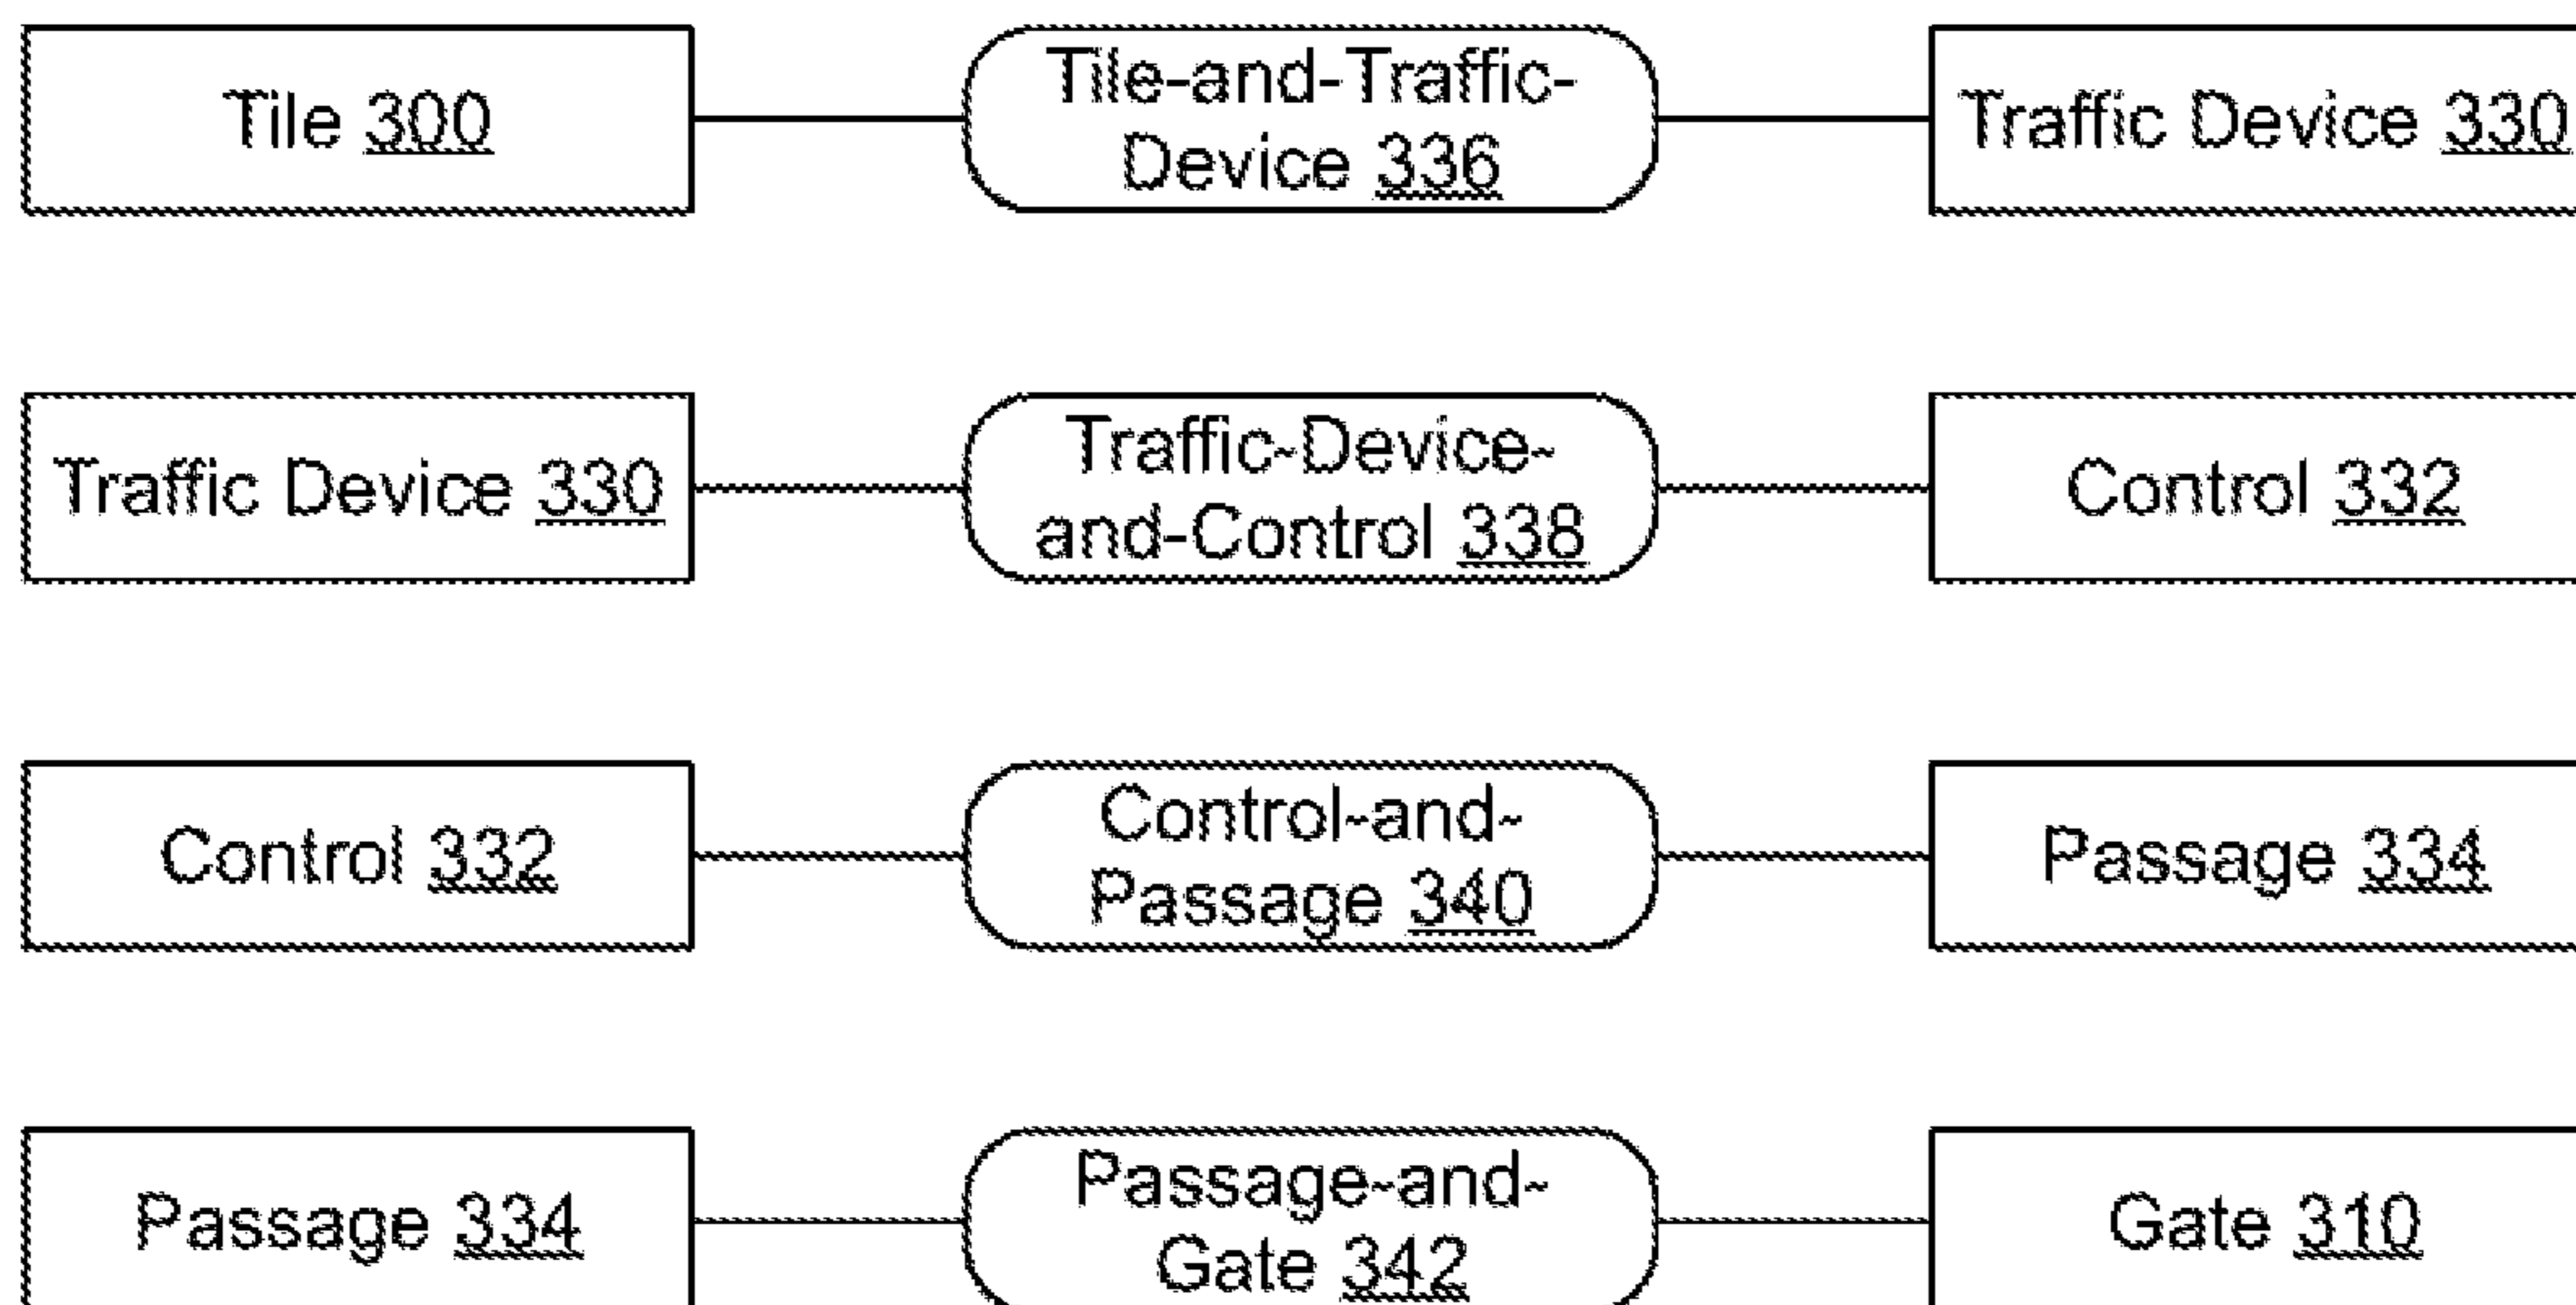 Tile 300
Tile-and-Traffic-
Device 336
Traffic Device 330
Traffic Device 330
Traffic-Device-
and-Control 338
Control 332
Control 332
Control-and-
Passage 340
Passage 334
Passage 334
Passage-and-
Gate 342
Gate 310